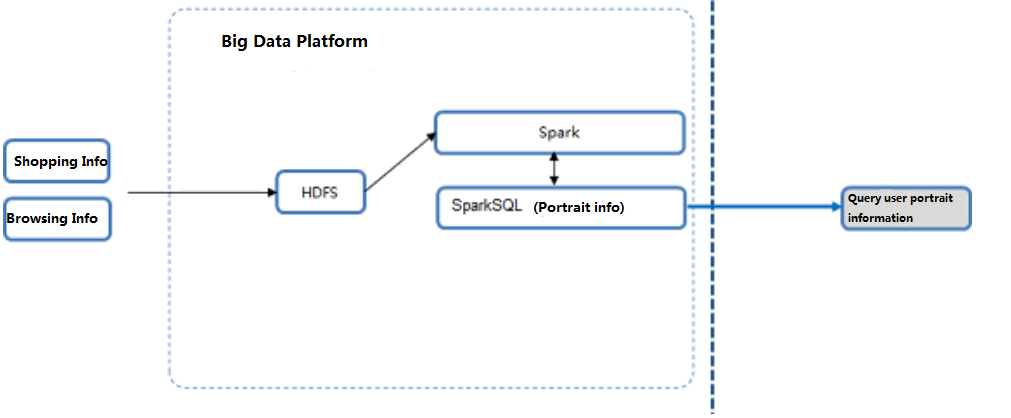 Big Data Platform
Spark
Shopping Info
HDFS
SparkSQL (Portrait info)
Browsing Info
Query user portrait
information